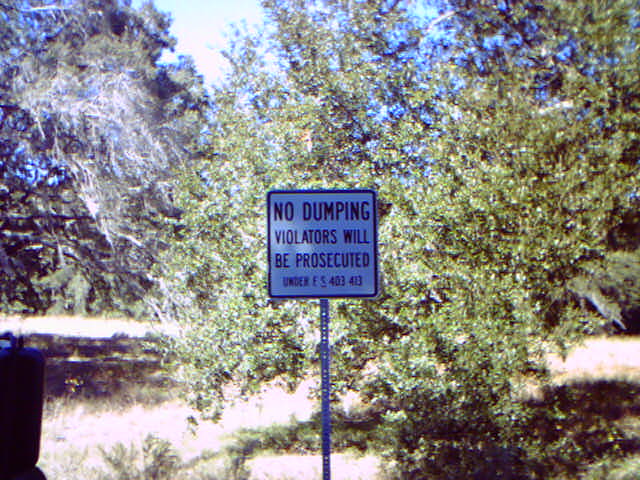 NO DUMPING
VIOLATORS WILL
BE PROSECUTED
UNDER F.S. 403 413